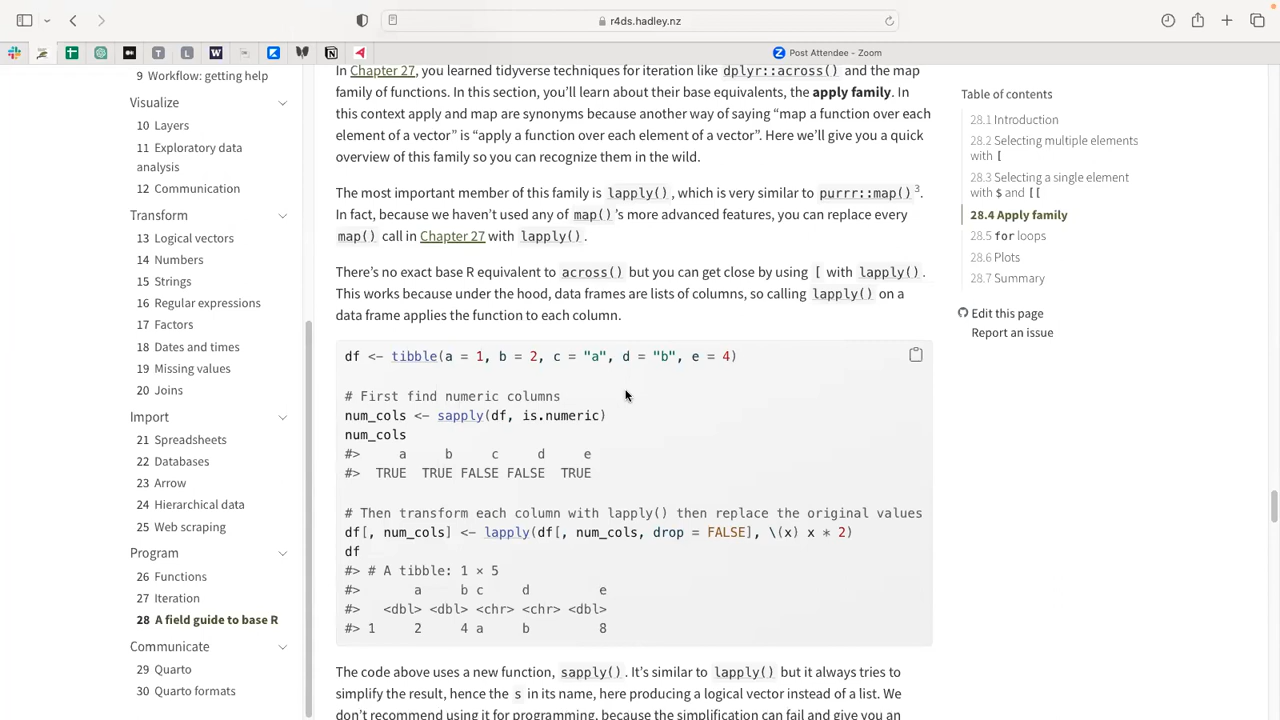 r4ds.hadley.nz
Post Attendee - Zoom
9 Workflow: getting help
Visualize
10 Layers
11 Exploratory data
analysis
12 Communication
Transform
13 Logical vectors
14 Numbers
15 Strings
16 Regular expressions
17 Factors
18 Dates and times
19 Missing values
20 Joins
Import
21 Spreadsheets
22 Databases
23 Arrow
24 Hierarchical data
25 Web scraping
Program
26 Functions
27 Iteration
28 A field guide to base R
Communicate
29 Quarto
30 Quarto formats
In Chapter 27, you learned tidyverse techniques for iteration like dplyr::across() and the map
family of functions. In this section, you’ll learn about their base equivalents, the apply family. In
this context apply and map are synonyms because another way of saying “map a function over each
element of a vector” is “apply a function over each element of a vector”. Here we’ll give you a quick
overview of this family so you can recognize them in the wild.
The most important member of this family is lapply(), which is very similar to purrr::map()3.
In fact, because we haven’t used any of map()’s more advanced features, you can replace every
map() call in Chapter 27 with lapply().
There’s no exact base R equivalent to across() but you can get close by using [ with lapply().
This works because under the hood, data frames are lists of columns, so calling lapply() on a
data frame applies the function to each column.
df <- tibble(a = 1, b = 2, c = "a", d = "b", e = 4)
# First find numeric columns
num_cols <- sapply(df, is.numeric)
num_cols
#>     a     b     c     d     e
#>  TRUE  TRUE FALSE FALSE  TRUE
# Then transform each column with lapply() then replace the original values
df[, num_cols] <- lapply(df[, num_cols, drop = FALSE], \(x) x * 2)
df
#> # A tibble: 1 × 5
#>       a     b c     d         e
#>   <dbl> <dbl> <chr> <chr> <dbl>
#> 1     2     4 a     b         8
The code above uses a new function, sapply(). It’s similar to lapply() but it always tries to
simplify the result, hence the s in its name, here producing a logical vector instead of a list. We
don’t recommend using it for programming, because the simplification can fail and give you an
Table of contents
28.1 Introduction
28.2 Selecting multiple elements
with [
28.3 Selecting a single element
with $ and [[
28.4 Apply family
28.5 for loops
28.6 Plots
28.7 Summary
Edit this page
Report an issue